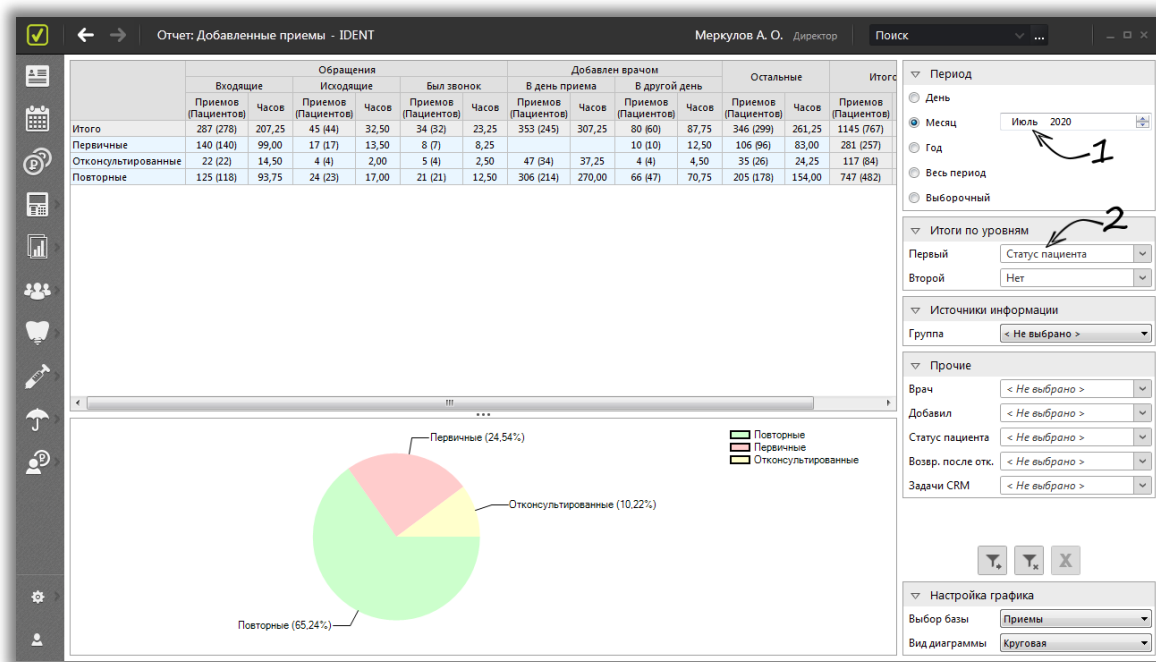 Отчет: Добавленные приемы - IDENT
Меркулов А. О. Директор
Поиск
...
Обращения Добавлен врачом Остальные Итого
Входящие Исходящие Был звонок В день приема В другой день
Приемов (Пациентов) Часов Приемов (Пациентов) Часов Приемов (Пациентов) Часов Приемов (Пациентов) Часов Приемов (Пациентов) Часов Приемов (Пациентов) Часов Приемов (Пациентов)
Итого 287 (278) 207,25 45 (44) 32,50 34 (32) 23,25 353 (245) 307,25 80 (60) 87,75 346 (299) 261,25 1145 (767)
Первичные 140 (140) 99,00 17 (17) 13,50 8 (7) 8,25 10 (10) 12,50 106 (96) 83,00 281 (257)
Отконсультированные 22 (22) 14,50 4 (4) 2,00 5 (4) 2,50 47 (34) 37,25 4 (4) 4,50 35 (26) 24,25 117 (84)
Повторные 125 (118) 93,75 24 (23) 17,00 21 (21) 12,50 306 (214) 270,00 66 (47) 70,75 205 (178) 154,00 747 (482)
Первичные (24,54%)
Отконсультированные (10,22%)
Повторные (65,24%)
Повторные
Первичные
Отконсультированные
Период
День
Месяц Июль 2020
1
Год
Весь период
Выборочный
Итоги по уровням
2
Первый Статус пациента
Второй Нет
Источники информации
Группа < Не выбрано >
Прочие
Врач < Не выбрано >
Добавил < Не выбрано >
Статус пациента < Не выбрано >
Возвр. после отк. < Не выбрано >
Задачи CRM < Не выбрано >
Настройка графика
Выбор базы Приемы
Вид диаграммы Круговая